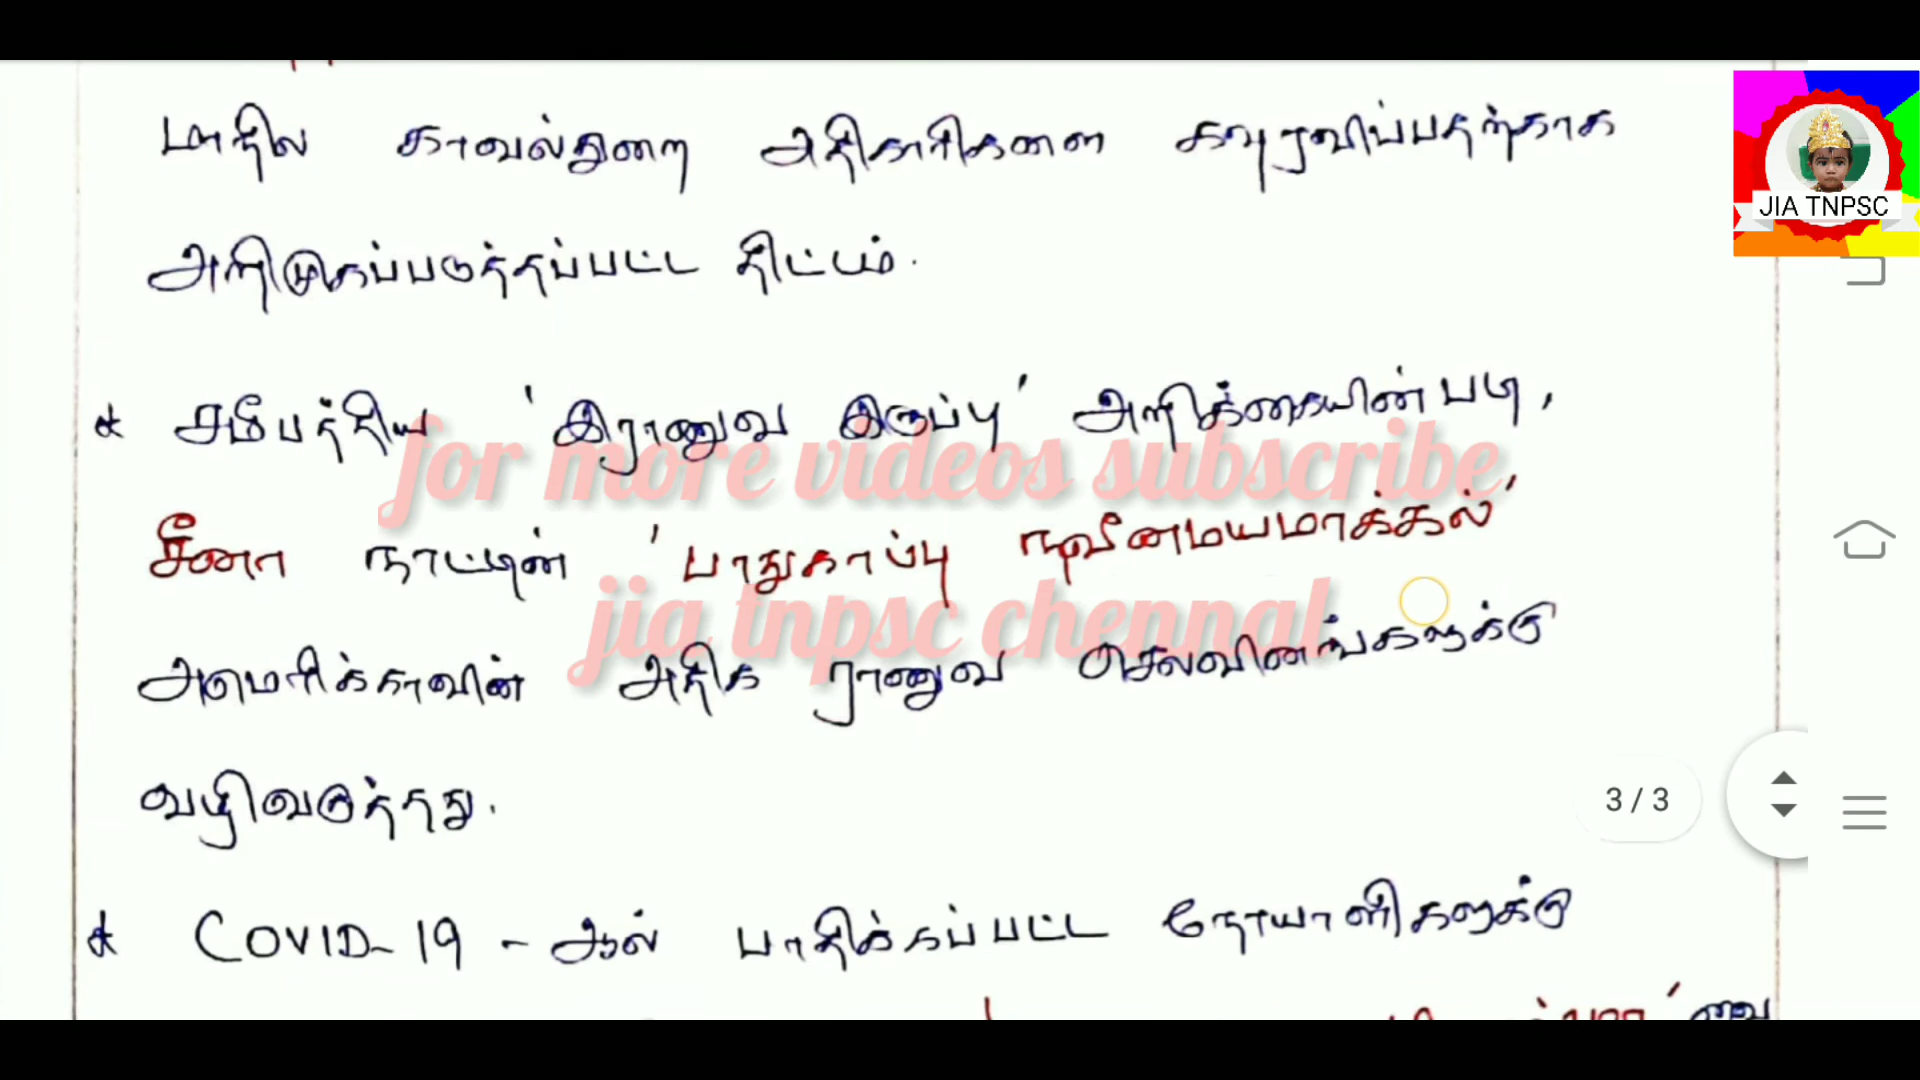 மாநில காவல்துறை அதிகாரிகளை கவுரவிப்பதற்காக
JIA TNPSC
அறிமுகப்படுத்தப்பட்ட திட்டம்.
* சமீபத்திய 'இராணுவ இருப்பு' அறிக்கையின் படி,
for more videos subscribe
சீனா நாட்டின் 'பாதுகாப்பு நவீனமயமாக்கல்'
jia tnpsc chennai
அமெரிக்காவின் அதிக ராணுவ செலவினங்களுக்கு
வழிவகுத்தது.
3 / 3
* COVID-19 - ஆல் பாதிக்கப்பட்ட நோயாளிகளுக்கு